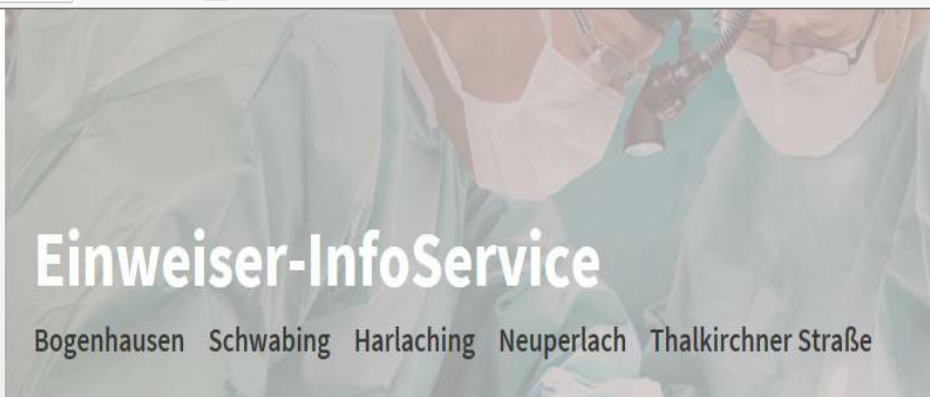 Einweiser-InfoService
Bogenhausen Schwabing Harlaching Neuperlach Thalkirchner Straße